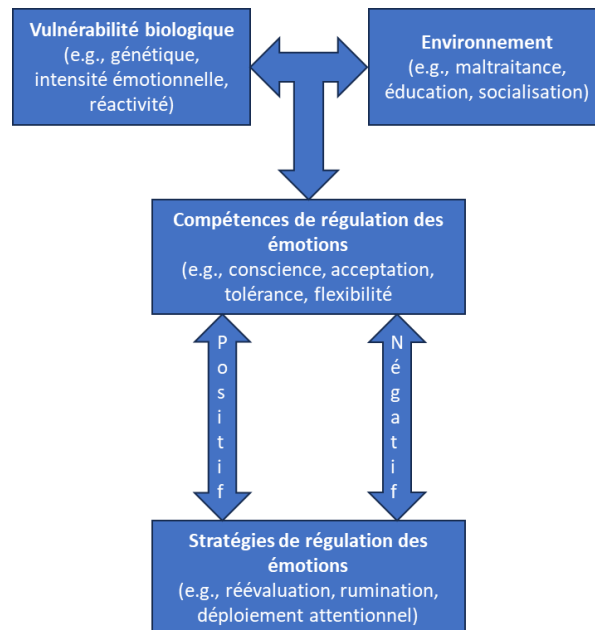 Vulnérabilité biologique
(e.g., génétique,
intensité émotionnelle,
réactivité)
Environnement
(e.g., maltraitance,
éducation, socialisation)
Compétences de régulation des
émotions
(e.g., conscience, acceptation,
tolérance, flexibilité
Positif
Négatif
Stratégies de régulation des
émotions
(e.g., réévaluation, rumination,
déploiement attentionnel)